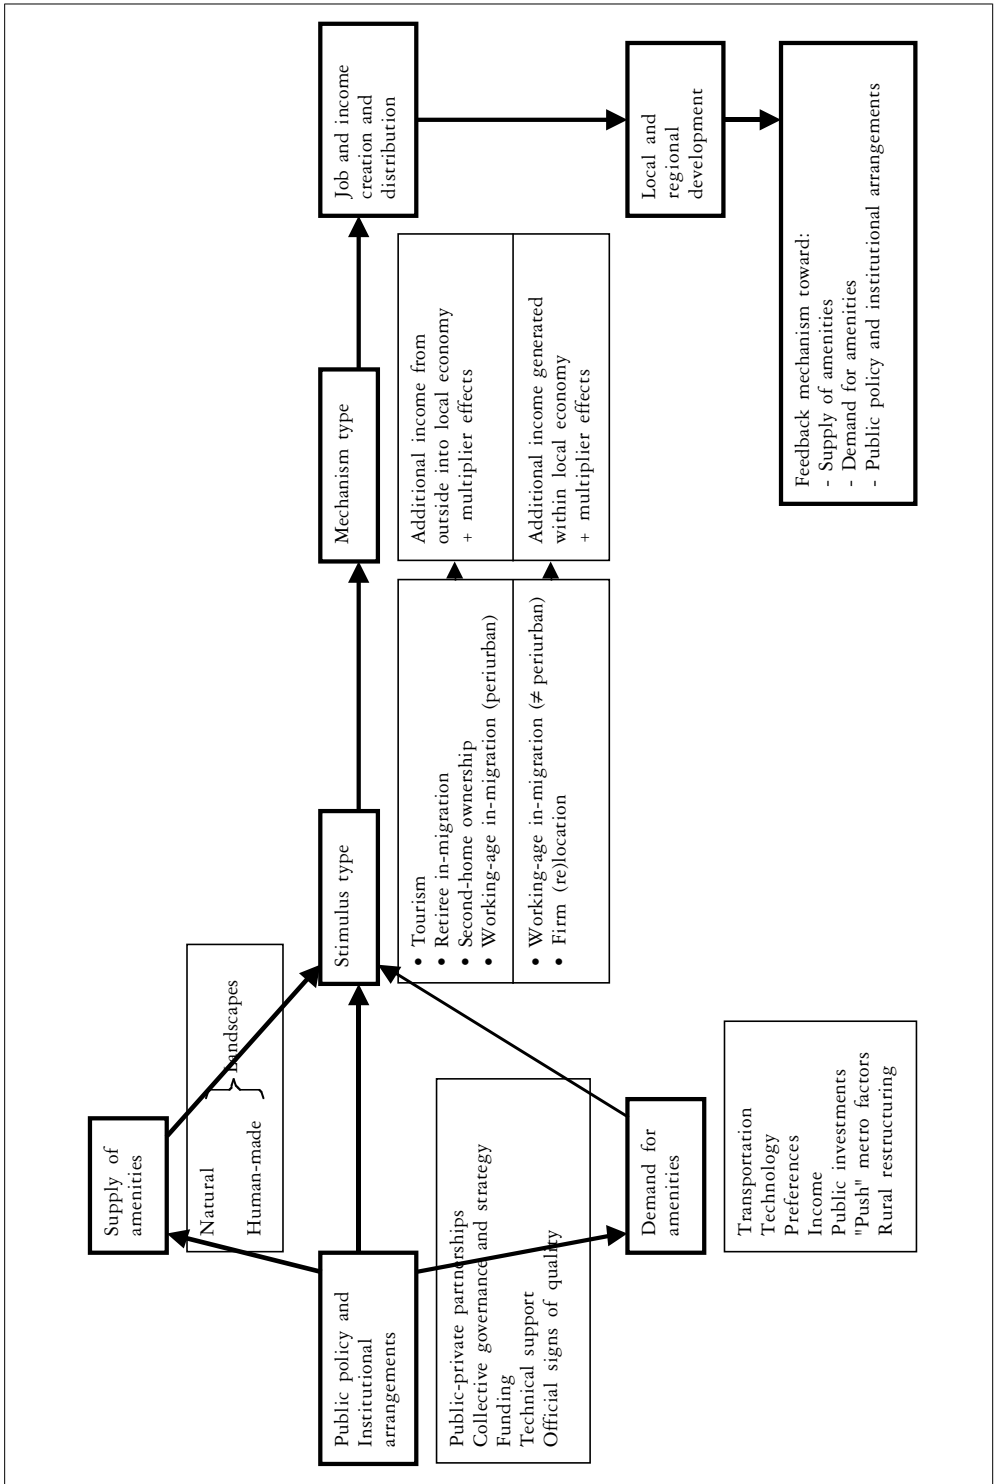 Public policy and
Institutional
arrangements
Public-private partnerships
Collective governance and strategy
Funding
Technical support
Official signs of quality
Supply of
amenities
Natural
Human-made
Landscapes
Demand for
amenities
Transportation
Technology
Preferences
Income
Public investments
"Push" metro factors
Rural restructuring
Stimulus type
• Tourism
• Retiree in-migration
• Second-home ownership
• Working-age in-migration (periurban)
• Working-age in-migration (≠ periurban)
• Firm (re)location
Mechanism type
Additional income from
outside into local economy
+ multiplier effects
Additional income generated
within local economy
+ multiplier effects
Job and income
creation and
distribution
Local and
regional
development
Feedback mechanism toward:
- Supply of amenities
- Demand for amenities
- Public policy and institutional arrangements